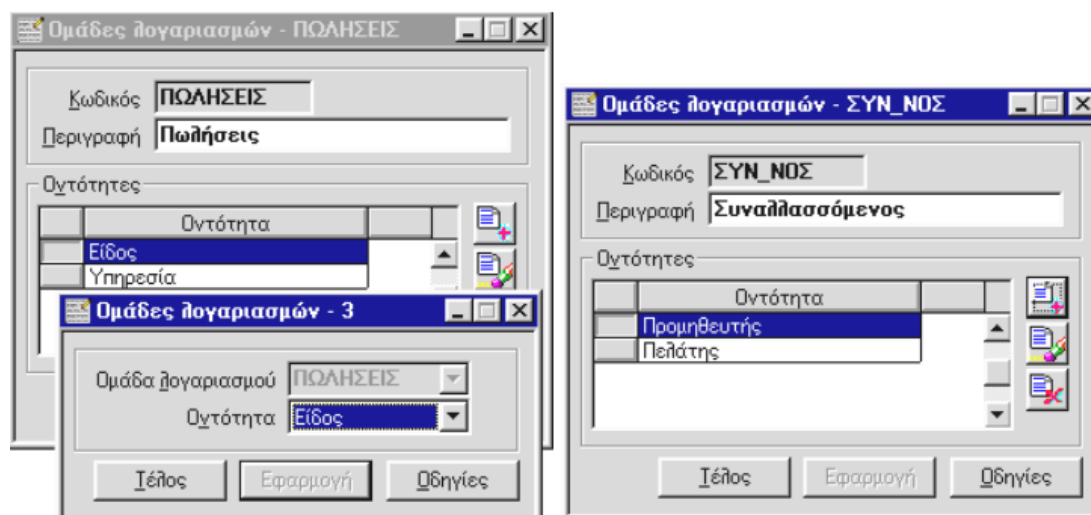 Ομάδες λογαριασμών - ΠΩΛΗΣΕΙΣ
Κωδικός ΠΩΛΗΣΕΙΣ
Περιγραφή Πωλήσεις
Οντότητες
Οντότητα
Είδος
Υπηρεσία
Ομάδες λογαριασμών - 3
Ομάδα λογαριασμού ΠΩΛΗΣΕΙΣ
Οντότητα Είδος
Τέλος Εφαρμογή Οδηγίες
Ομάδες λογαριασμών - ΣΥΝ_ΝΟΣ
Κωδικός ΣΥΝ_ΝΟΣ
Περιγραφή Συναλλασσόμενος
Οντότητες
Οντότητα
Προμηθευτής
Πελάτης
Τέλος Εφαρμογή Οδηγίες